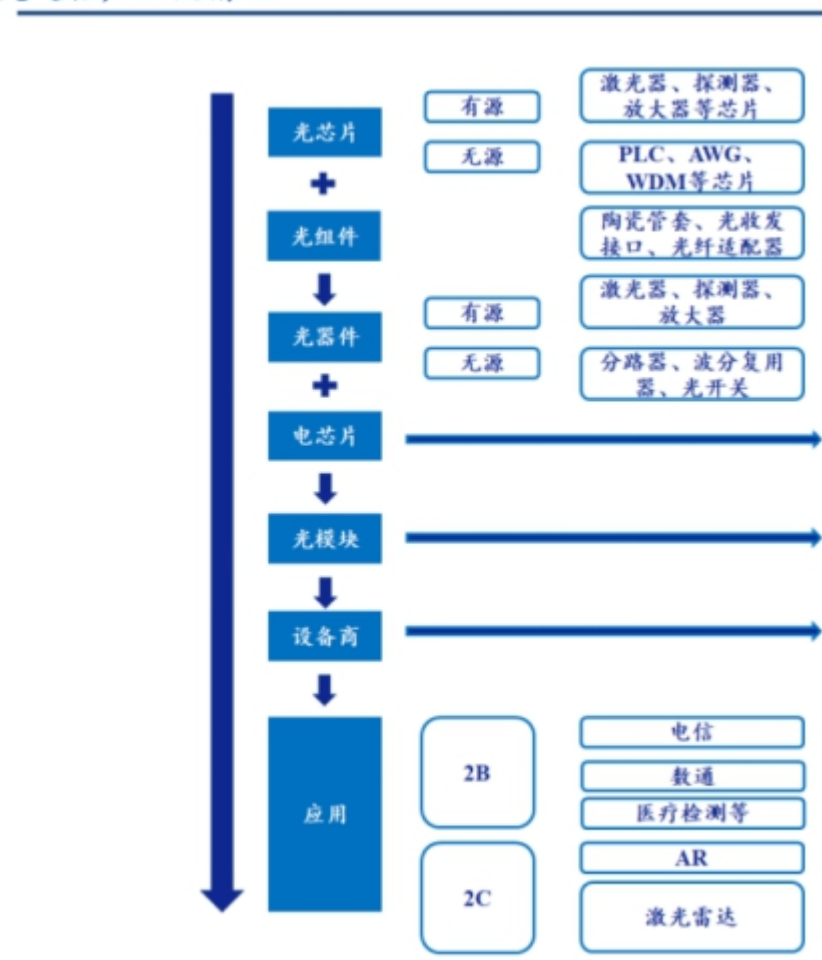 光芯片
有源
激光器、探测器、
放大器等芯片
无源
PLC、AWG、
WDM等芯片
光组件
陶瓷管套、光收发
接口、光纤适配器
光器件
有源
激光器、探测器、
放大器
无源
分路器、波分复用
器、光开关
电芯片
光模块
设备商
应用
2B
电信
数通
医疗检测等
2C
AR
激光雷达